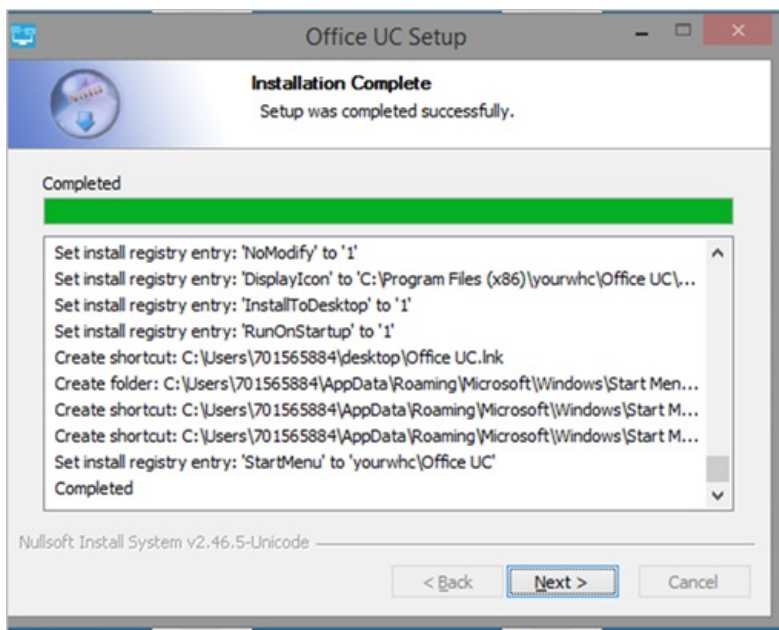 Office UC Setup
Installation Complete
Setup was completed successfully.
Completed
Set install registry entry: 'NoModify' to '1'
Set install registry entry: 'DisplayIcon' to 'C:\Program Files (x86)\yourwhc\Office UC\...
Set install registry entry: 'InstallToDesktop' to '1'
Set install registry entry: 'RunOnStartup' to '1'
Create shortcut: C:\Users\701565884\desktop\Office UC.lnk
Create folder: C:\Users\701565884\AppData\Roaming\Microsoft\Windows\Start Men...
Create shortcut: C:\Users\701565884\AppData\Roaming\Microsoft\Windows\Start M...
Create shortcut: C:\Users\701565884\AppData\Roaming\Microsoft\Windows\Start M...
Set install registry entry: 'StartMenu' to 'yourwhc\Office UC'
Completed
Nullsoft Install System v2.46.5-Unicode
< Back Next > Cancel